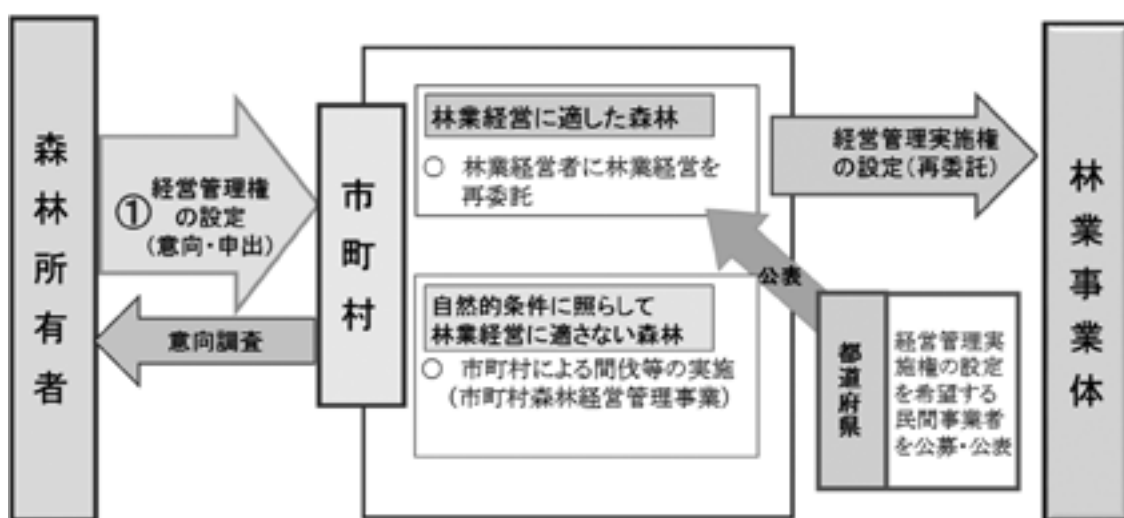 森林所有者
①
経営管理権
の設定
(意向・申出)
意向調査
市町村
林業経営に適した森林
○ 林業経営者に林業経営を
再委託
自然的条件に照らして
林業経営に適さない森林
○ 市町村による間伐等の実施
(市町村森林経営管理事業)
経営管理実施権
の設定(再委託)
公表
都道府県
経営管理実
施権の設定
を希望する
民間事業者
を公募・公表
林業事業体